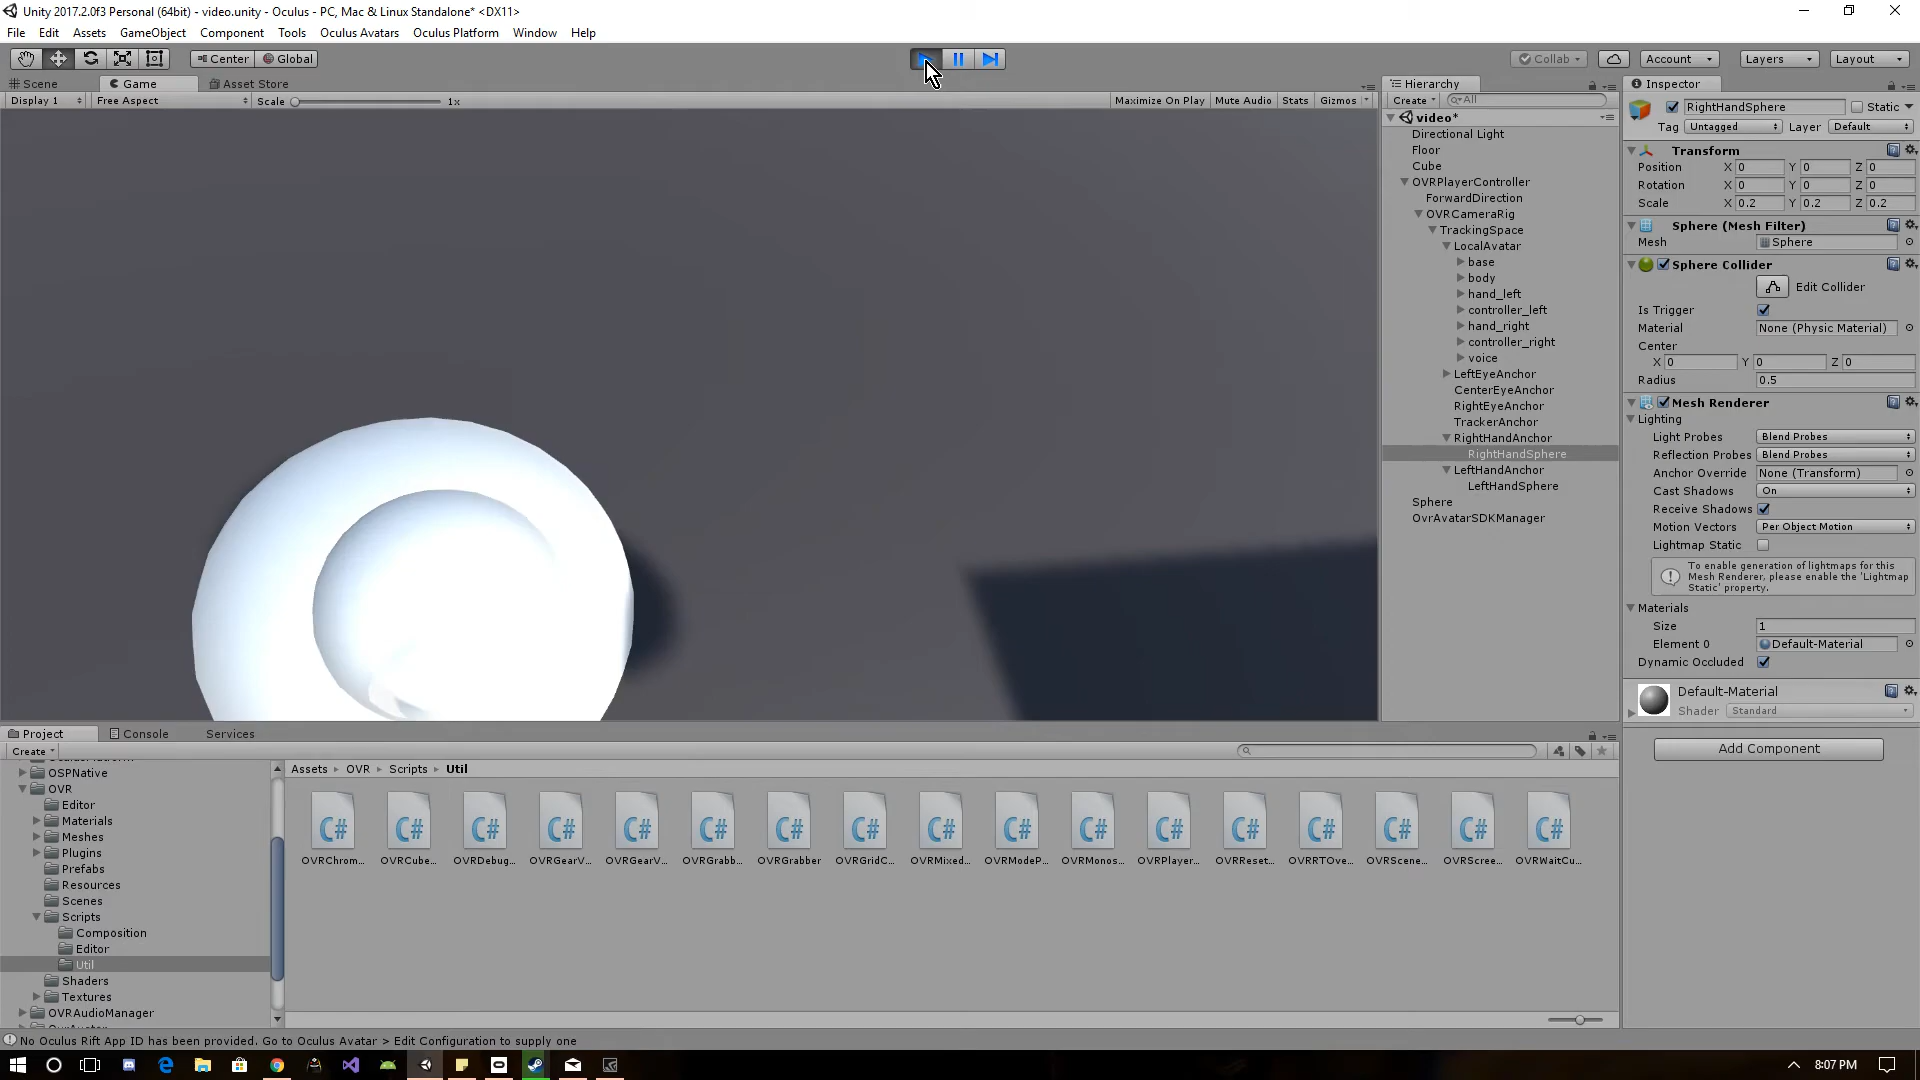 Unity 2017.2.0f3 Personal (64bit) - video.unity - Oculus - PC, Mac & Linux Standalone* <DX11>
File Edit Assets GameObject Component Tools Oculus Avatars Oculus Platform Window Help
Center Global Collab Account Layers Layout
Scene Game Asset Store
Display 1 Free Aspect Scale 1x Maximize On Play Mute Audio Stats Gizmos
Hierarchy
Create All
video*
Directional Light
Floor
Cube
OVRPlayerController
ForwardDirection
OVRCameraRig
TrackingSpace
LocalAvatar
base
body
hand_left
controller_left
hand_right
controller_right
voice
LeftEyeAnchor
CenterEyeAnchor
RightEyeAnchor
TrackerAnchor
RightHandAnchor
RightHandSphere
LeftHandAnchor
LeftHandSphere
Sphere
OvrAvatarSDKManager
Inspector
RightHandSphere Static
Tag Untagged Layer Default
Transform
Position X 0 Y 0 Z 0
Rotation X 0 Y 0 Z 0
Scale X 0.2 Y 0.2 Z 0.2
Sphere (Mesh Filter)
Mesh Sphere
Sphere Collider
Edit Collider
Is Trigger
Material None (Physic Material)
Center
X 0 Y 0 Z 0
Radius 0.5
Mesh Renderer
Lighting
Light Probes Blend Probes
Reflection Probes Blend Probes
Anchor Override None (Transform)
Cast Shadows On
Receive Shadows
Motion Vectors Per Object Motion
Lightmap Static
To enable generation of lightmaps for this
Mesh Renderer, please enable the 'Lightmap
Static' property.
Materials
Size 1
Element 0 Default-Material
Dynamic Occluded
Default-Material
Shader Standard
Add Component
Project Console Services
Create
OSPNative
OVR
Editor
Materials
Meshes
Plugins
Prefabs
Resources
Scenes
Scripts
Composition
Editor
Util
Shaders
Textures
OVRAudioManager
Assets OVR Scripts Util
C# C# C# C# C# C# C# C# C# C# C# C# C# C# C# C# C#
OVRChrom... OVRCube... OVRDebug... OVRGearV... OVRGearV... OVRGrabb... OVRGrabber OVRGridC... OVRMixed... OVRModeP... OVRMonos... OVRPlayer... OVRReset... OVRRTOve... OVRScene... OVRScree... OVRWaitCu...
No Oculus Rift App ID has been provided. Go to Oculus Avatar > Edit Configuration to supply one
8:07 PM